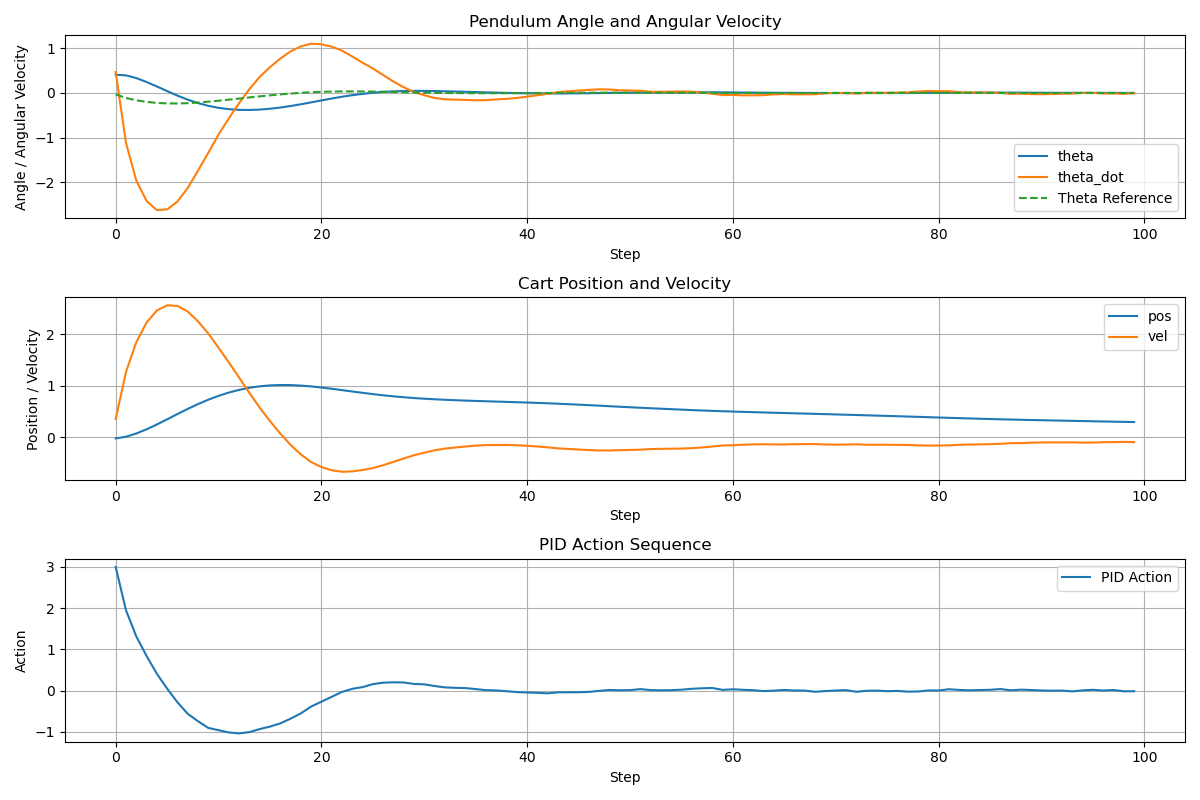 Pendulum Angle and Angular Velocity
Angle / Angular Velocity
1
0
−1
−2
theta
theta_dot
Theta Reference
0 20 40 60 80 100
Step
Cart Position and Velocity
Position / Velocity
2
1
0
pos
vel
0 20 40 60 80 100
Step
PID Action Sequence
Action
3
2
1
0
−1
PID Action
0 20 40 60 80 100
Step